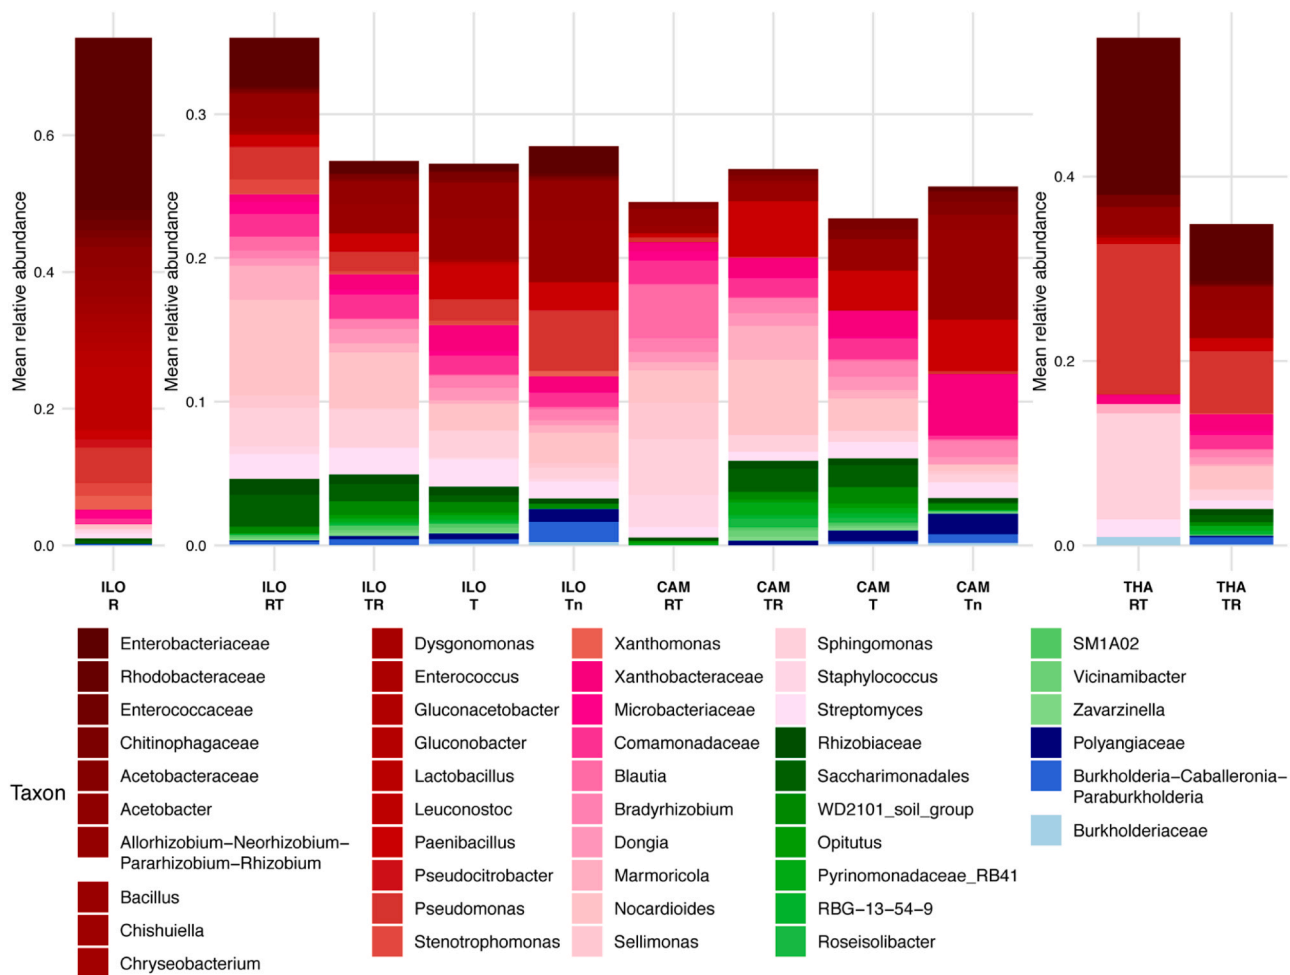 Mean relative abundance
0.6
0.4
0.2
0.0
ILO
R
Mean relative abundance
0.3
0.2
0.1
0.0
ILO
RT
ILO
TR
ILO
T
ILO
Tn
CAM
RT
CAM
TR
CAM
T
CAM
Tn
Mean relative abundance
0.4
0.2
0.0
THA
RT
THA
TR
Taxon
Enterobacteriaceae
Rhodobacteraceae
Enterococcaceae
Chitinophagaceae
Acetobacteraceae
Acetobacter
Allorhizobium−Neorhizobium−
Pararhizobium−Rhizobium
Bacillus
Chishuiella
Chryseobacterium
Dysgonomonas
Enterococcus
Gluconacetobacter
Gluconobacter
Lactobacillus
Leuconostoc
Paenibacillus
Pseudocitrobacter
Pseudomonas
Stenotrophomonas
Xanthomonas
Xanthobacteraceae
Microbacteriaceae
Comamonadaceae
Blautia
Bradyrhizobium
Dongia
Marmoricola
Nocardioides
Sellimonas
Sphingomonas
Staphylococcus
Streptomyces
Rhizobiaceae
Saccharimonadales
WD2101_soil_group
Opitutus
Pyrinomonadaceae_RB41
RBG−13−54−9
Roseisolibacter
SM1A02
Vicinamibacter
Zavarzinella
Polyangiaceae
Burkholderia−Caballeronia−
Paraburkholderia
Burkholderiaceae